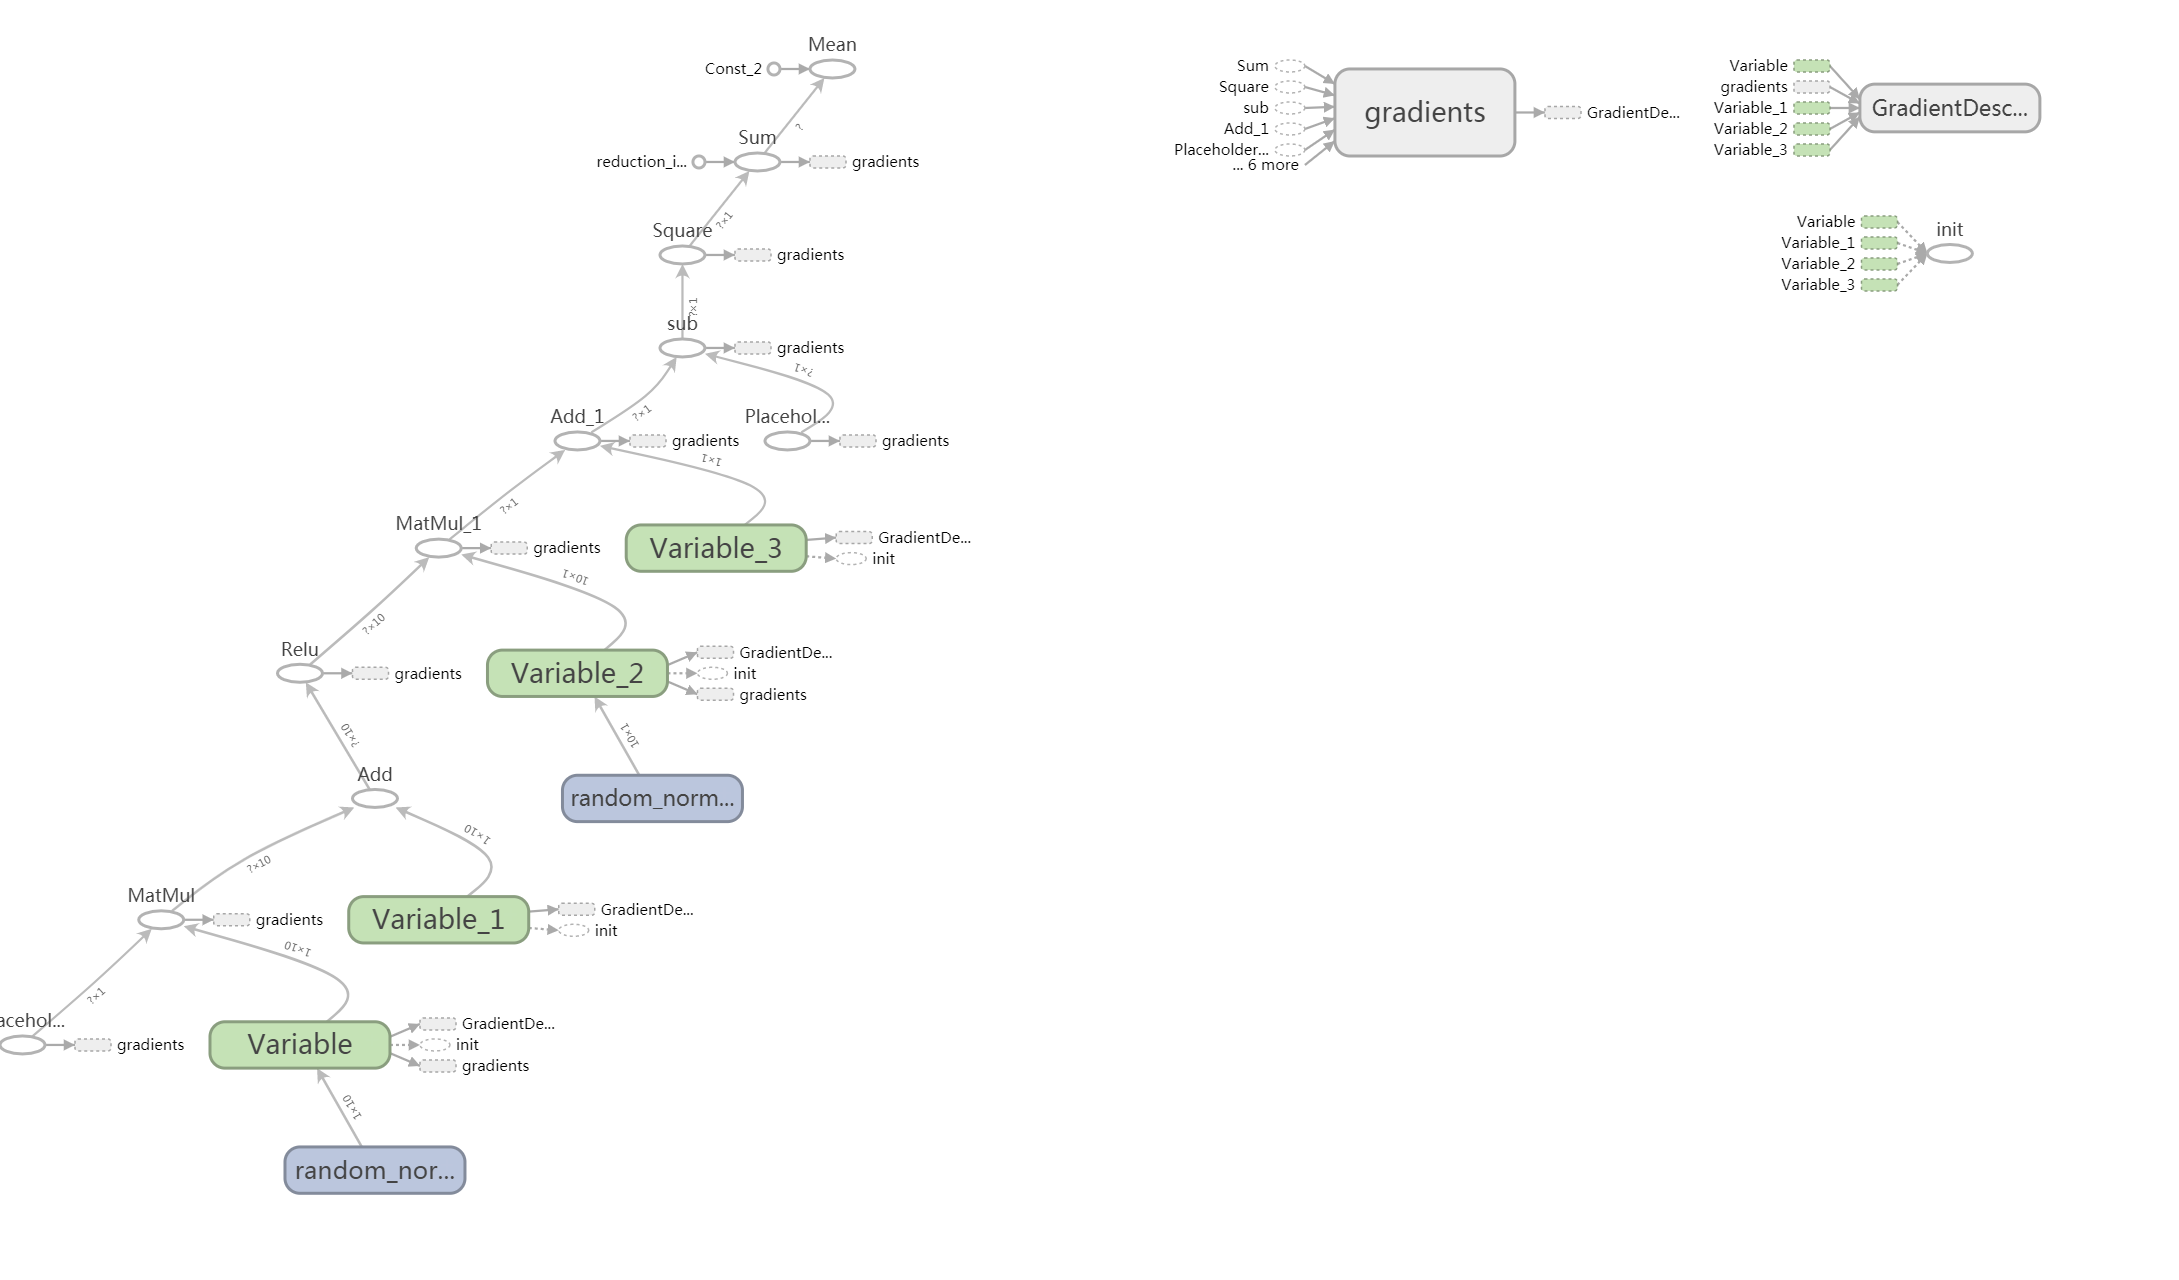 Mean
Const_2
?
Sum
reduction_i...
gradients
?×1
Square
gradients
?×1
sub
gradients
?×1
?×1
Add_1
gradients
Placehol...
gradients
1×1
?×1
MatMul_1
gradients
Variable_3
GradientDe...
init
10×1
?×10
Relu
gradients
Variable_2
GradientDe...
init
gradients
?×10
10×1
Add
random_norm...
1×10
?×10
MatMul
gradients
Variable_1
GradientDe...
init
1×10
?×1
acehol...
gradients
Variable
GradientDe...
init
gradients
1×10
random_nor...
Sum
Square
sub
Add_1
Placeholder...
... 6 more
gradients
GradientDe...
Variable
gradients
Variable_1
Variable_2
Variable_3
GradientDesc...
Variable
Variable_1
Variable_2
Variable_3
init